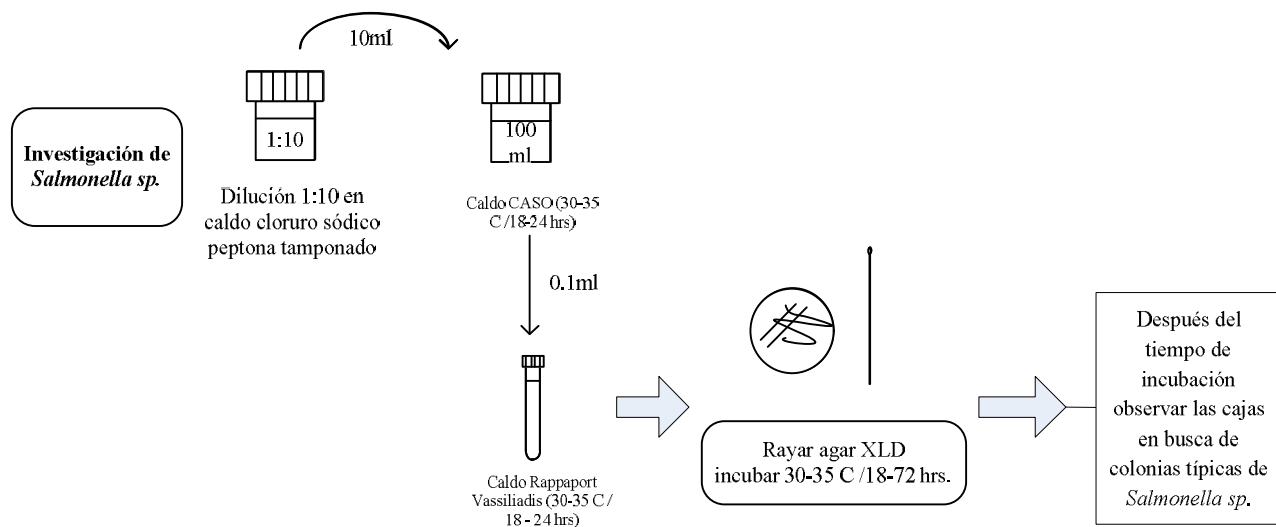 10ml
Investigación de
Salmonella sp.
1:10
Dilución 1:10 en
caldo cloruro sódico
peptona tamponado
100
ml
Caldo CASO (30-35
C /18-24 hrs)
0.1ml
Caldo Rappaport
Vassiliadis (30-35 C /
18 - 24 hrs)
Rayar agar XLD
incubar 30-35 C /18-72 hrs.
Después del
tiempo de
incubación
observar las cajas
en busca de
colonias típicas de
Salmonella sp.